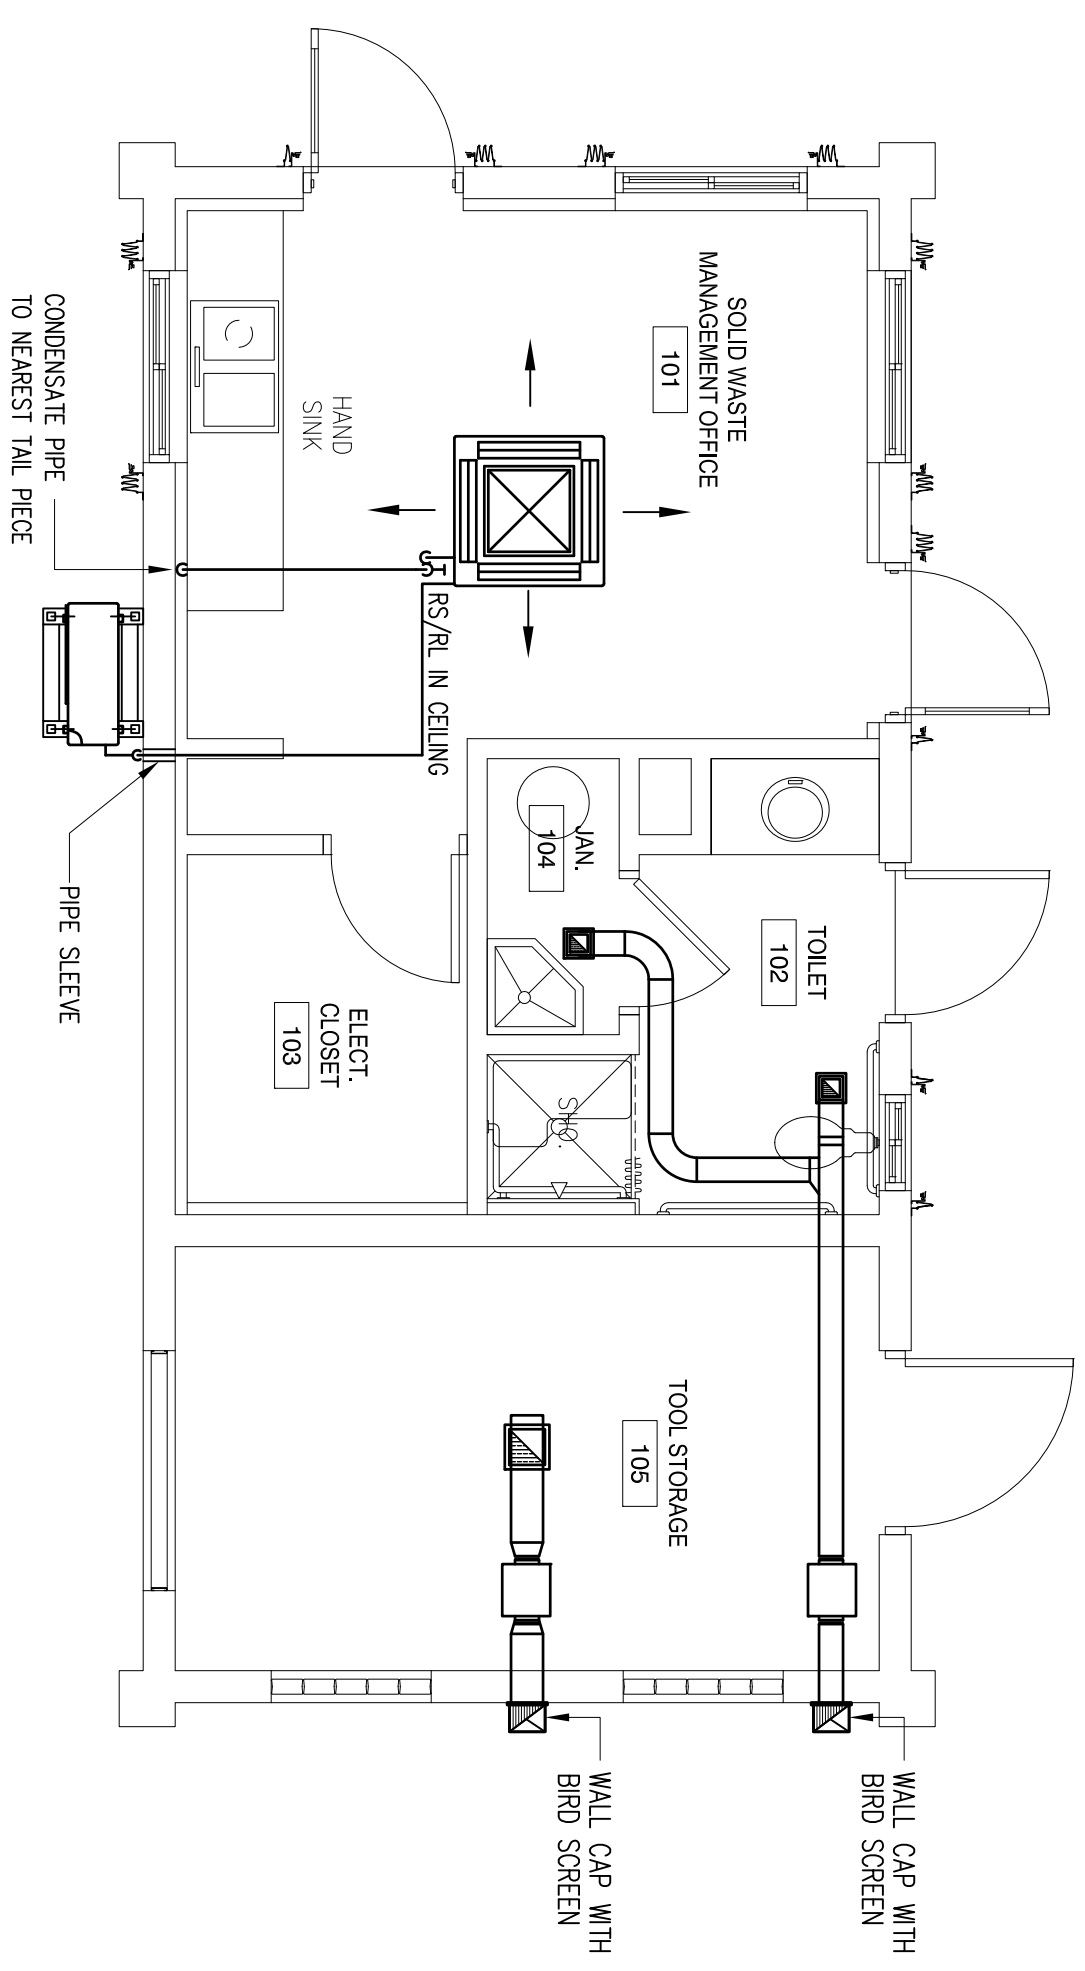 SOLID WASTE
MANAGEMENT OFFICE
101
HAND
SINK
CONDENSATE PIPE
TO NEAREST TAIL PIECE
RS/RL IN CEILING
PIPE SLEEVE
JAN.
104
TOILET
102
ELECT.
CLOSET
103
SHO.
TOOL STORAGE
105
WALL CAP WITH
BIRD SCREEN
WALL CAP WITH
BIRD SCREEN